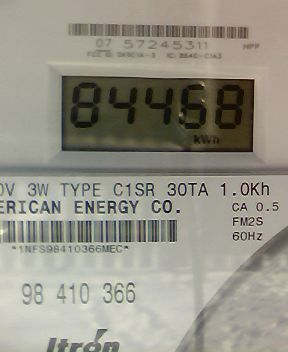 07 57245311 HPP
84468
kWh
0V 3W TYPE C1SR 30TA 1.0Kh
ERICAN ENERGY CO. CA 0.5
FM2S
60Hz
*1NFS98410366MEC*
98 410 366
Itron